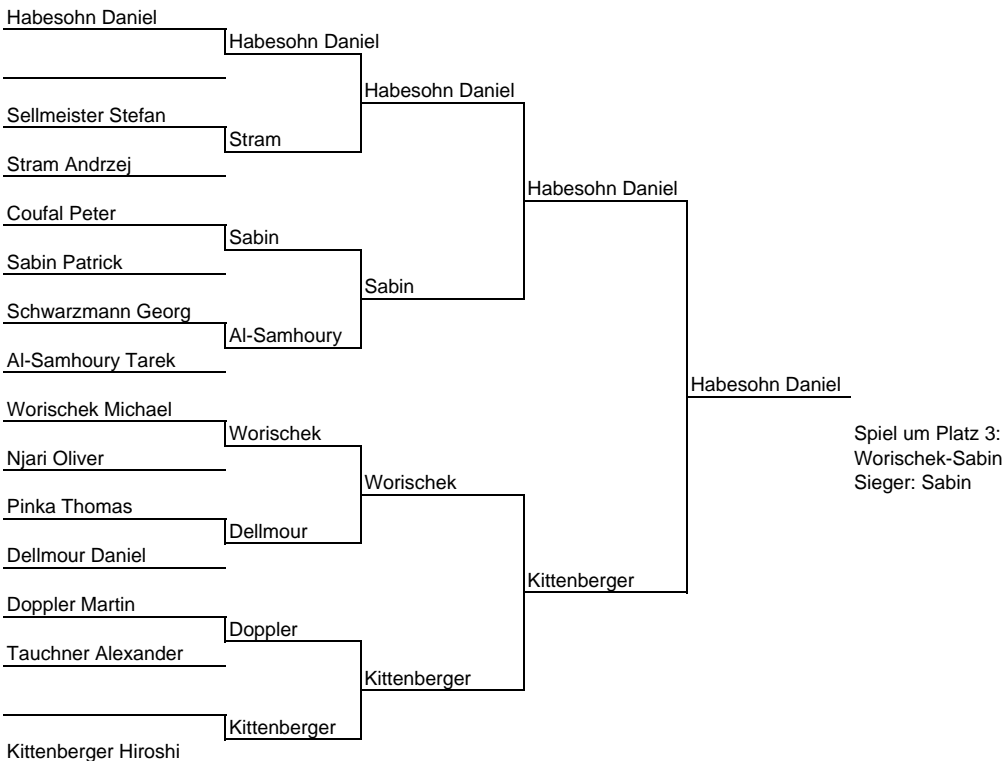 Habesohn Daniel
Habesohn Daniel
Habesohn Daniel
Sellmeister Stefan
Stram
Stram Andrzej
Habesohn Daniel
Coufal Peter
Sabin
Sabin Patrick
Sabin
Schwarzmann Georg
Al-Samhoury
Al-Samhoury Tarek
Habesohn Daniel
Worischek Michael
Worischek
Spiel um Platz 3:
Njari Oliver
Worischek-Sabin
Worischek
Sieger: Sabin
Pinka Thomas
Dellmour
Dellmour Daniel
Kittenberger
Doppler Martin
Doppler
Tauchner Alexander
Kittenberger
Kittenberger
Kittenberger Hiroshi